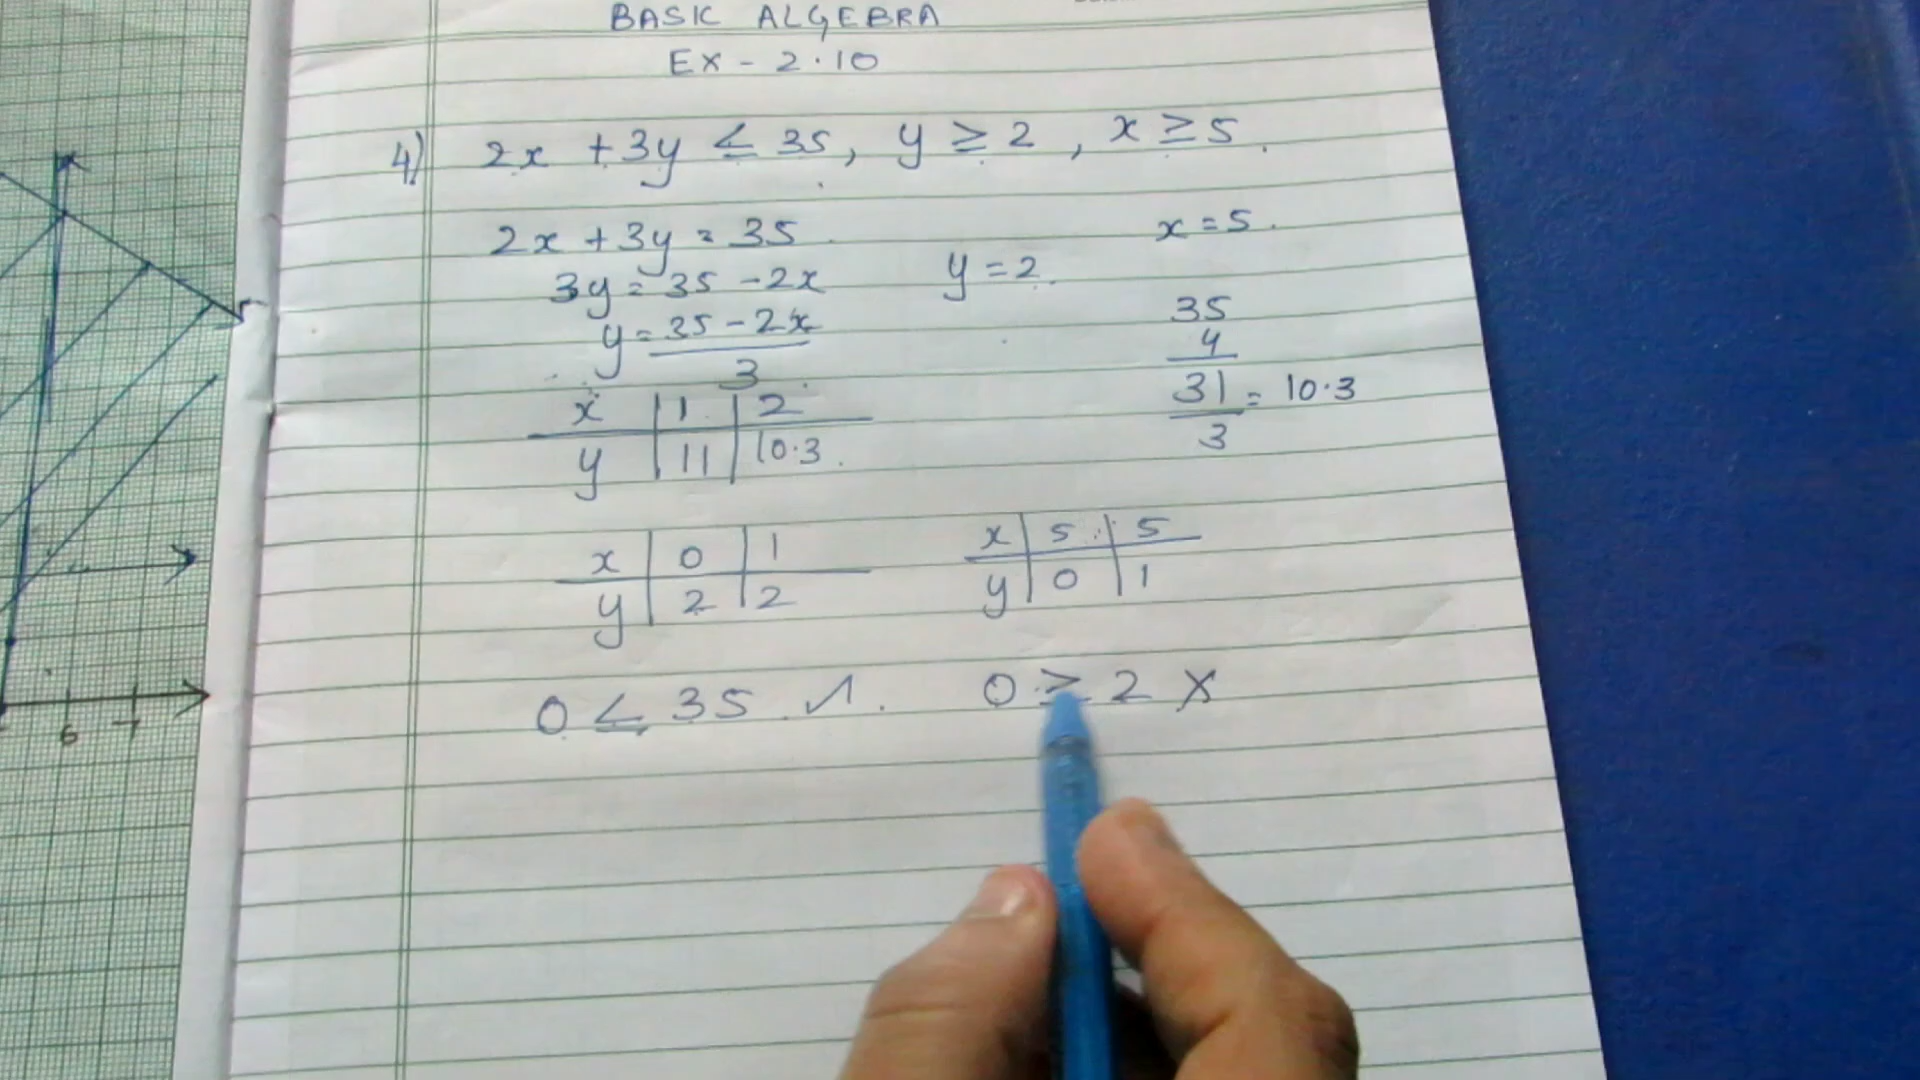 BASIC ALGEBRA
EX - 2.10
4) 2x + 3y ≤ 35, y ≥ 2, x ≥ 5.
2x + 3y = 35.
x = 5.
3y = 35 - 2x
y = 2.
y = 35 - 2x
3.
35
4
31 = 10.3
3
x 1 2
y 11 10.3.
x 0 1
y 2 2
x 5 5
y 0 1
0 ≤ 35 ✓. 0 ≥ 2 X
6 7